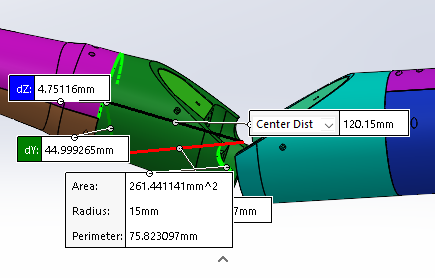 dZ: 4.75116mm
Center Dist 120.15mm
dY: 44.999265mm
Area: 261.441141mm^2
Radius: 15mm
7mm
Perimeter: 75.823097mm